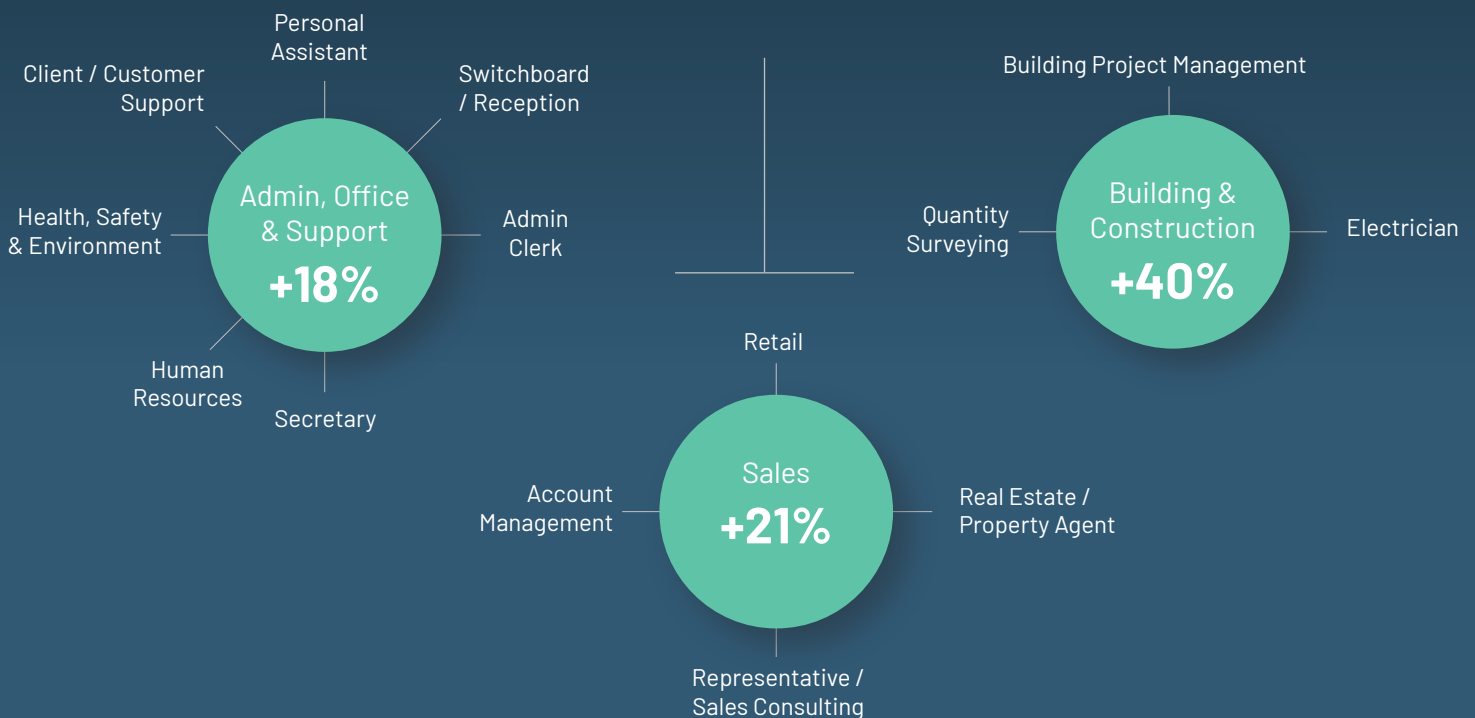 Personal
Assistant
Client / Customer
Support
Switchboard
/ Reception
Health, Safety
& Environment
Admin, Office
& Support
+18%
Admin
Clerk
Human
Resources
Secretary
Building Project Management
Quantity
Surveying
Building &
Construction
+40%
Electrician
Retail
Account
Management
Sales
+21%
Real Estate /
Property Agent
Representative /
Sales Consulting